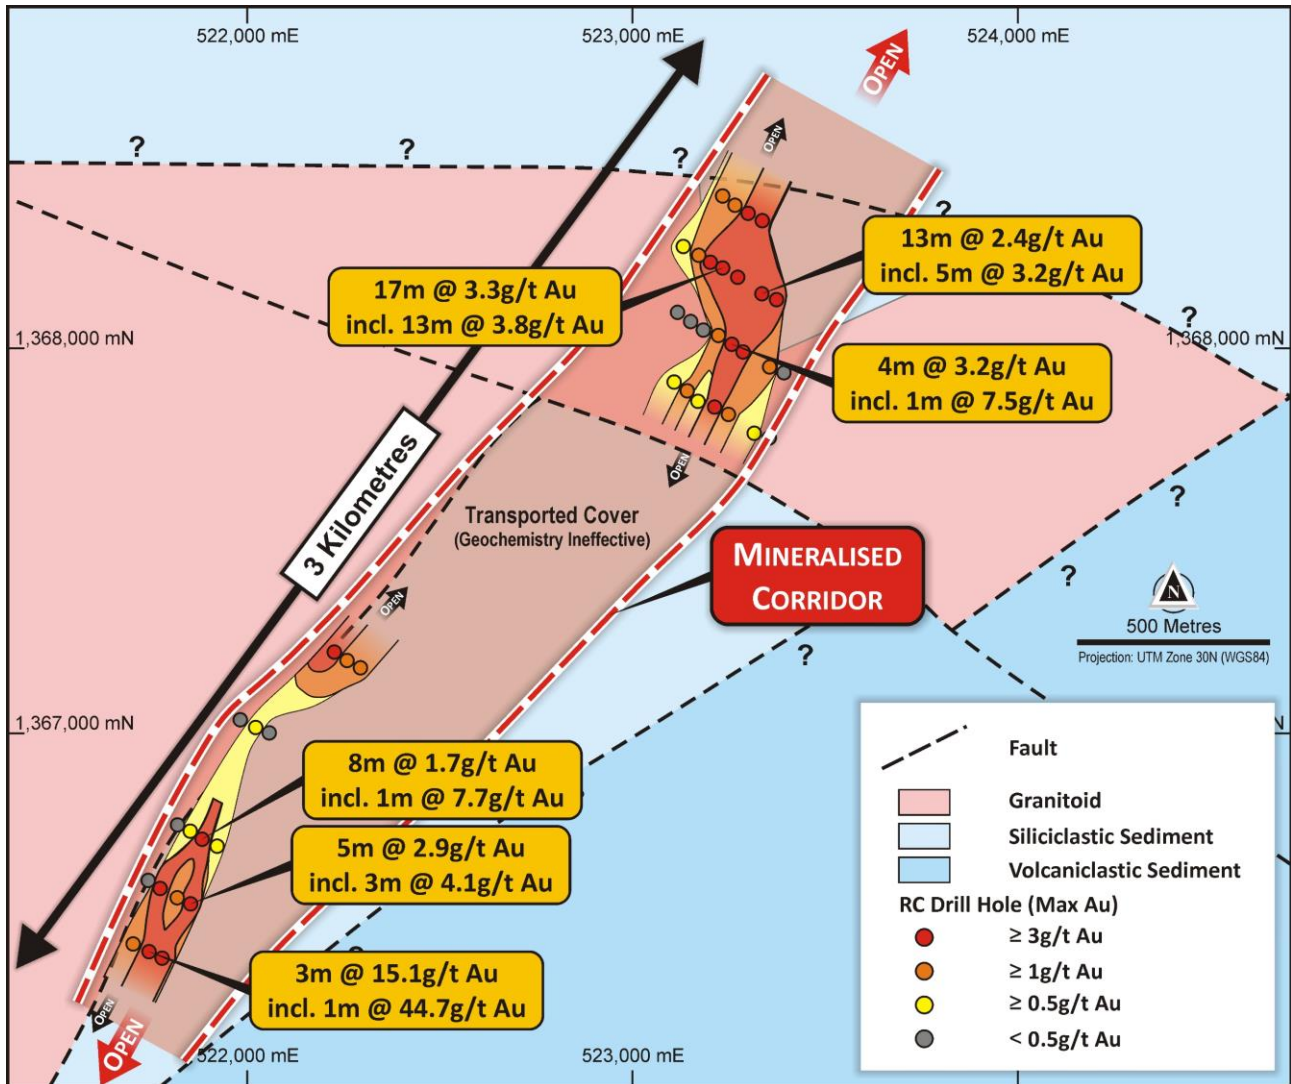 522,000 mE
523,000 mE
524,000 mE
OPEN
OPEN
?
?
?
?
13m @ 2.4g/t Au
incl. 5m @ 3.2g/t Au
17m @ 3.3g/t Au
incl. 13m @ 3.8g/t Au
?
1,368,000 mN
1,368,000 mN
4m @ 3.2g/t Au
incl. 1m @ 7.5g/t Au
OPEN
3 Kilometres
?
Transported Cover
(Geochemistry Ineffective)
MINERALISED
CORRIDOR
?
OPEN
N
500 Metres
Projection: UTM Zone 30N (WGS84)
?
1,367,000 mN
N
8m @ 1.7g/t Au
incl. 1m @ 7.7g/t Au
5m @ 2.9g/t Au
incl. 3m @ 4.1g/t Au
?
3m @ 15.1g/t Au
incl. 1m @ 44.7g/t Au
OPEN
OPEN
522,000 mE
523,000 mE
Fault
Granitoid
Siliciclastic Sediment
Volcaniclastic Sediment
RC Drill Hole (Max Au)
≥ 3g/t Au
≥ 1g/t Au
≥ 0.5g/t Au
< 0.5g/t Au